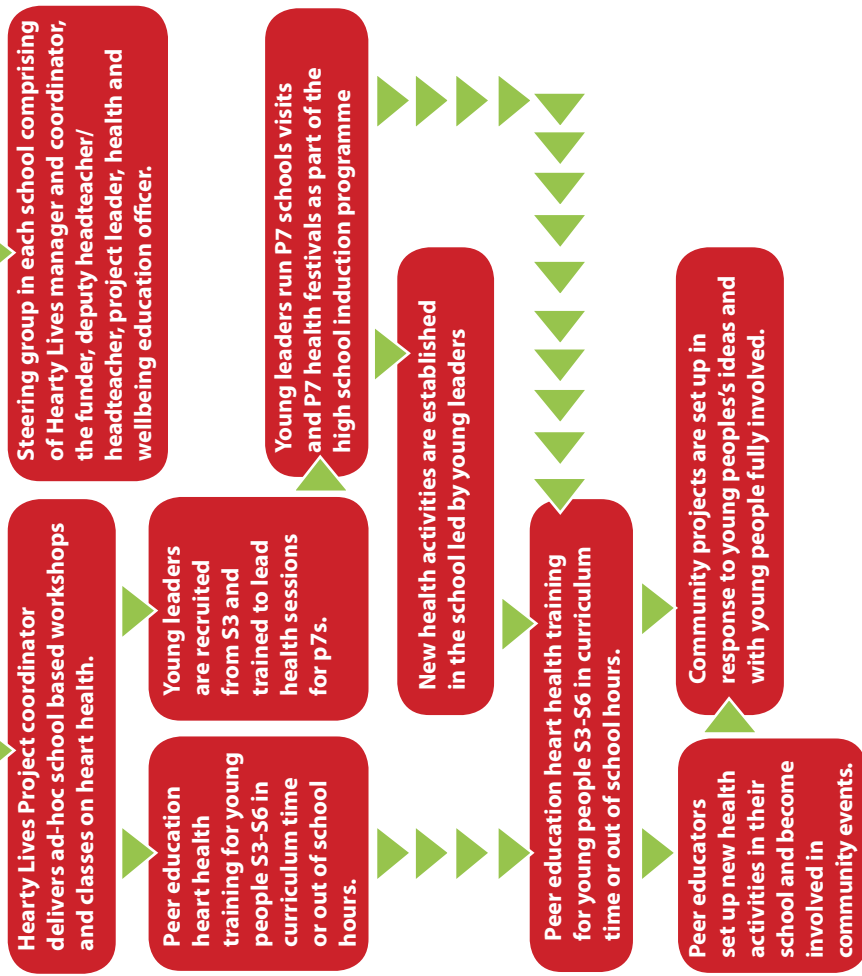 Hearty Lives Project coordinator
delivers ad-hoc school based workshops
and classes on heart health.
Steering group in each school comprising
of Hearty Lives manager and coordinator,
the funder, deputy headteacher/
headteacher, project leader, health and
wellbeing education officer.
Peer education
heart health
training for young
people S3-S6 in
curriculum time
or out of school
hours.
Young leaders
are recruited
from S3 and
trained to lead
health sessions
for p7s.
Young leaders run P7 schools visits
and P7 health festivals as part of the
high school induction programme
New health activities are established
in the school led by young leaders
Peer education heart health training
for young people S3-S6 in curriculum
time or out of school hours.
Peer educators
set up new health
activities in their
school and become
involved in
community events.
Community projects are set up in
response to young peoples's ideas and
with young people fully involved.